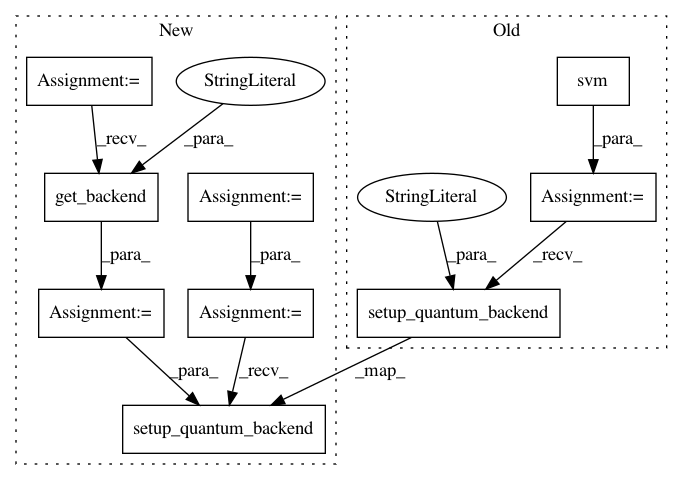 New
Old
Assignment:=
StringLiteral
svm
_recv_
_para_
_para_
get_backend
Assignment:=
StringLiteral
Assignment:=
_para_
_para_
_para_
_recv_
Assignment:=
Assignment:=
setup_quantum_backend
_para_
_recv_
_map_
setup_quantum_backend